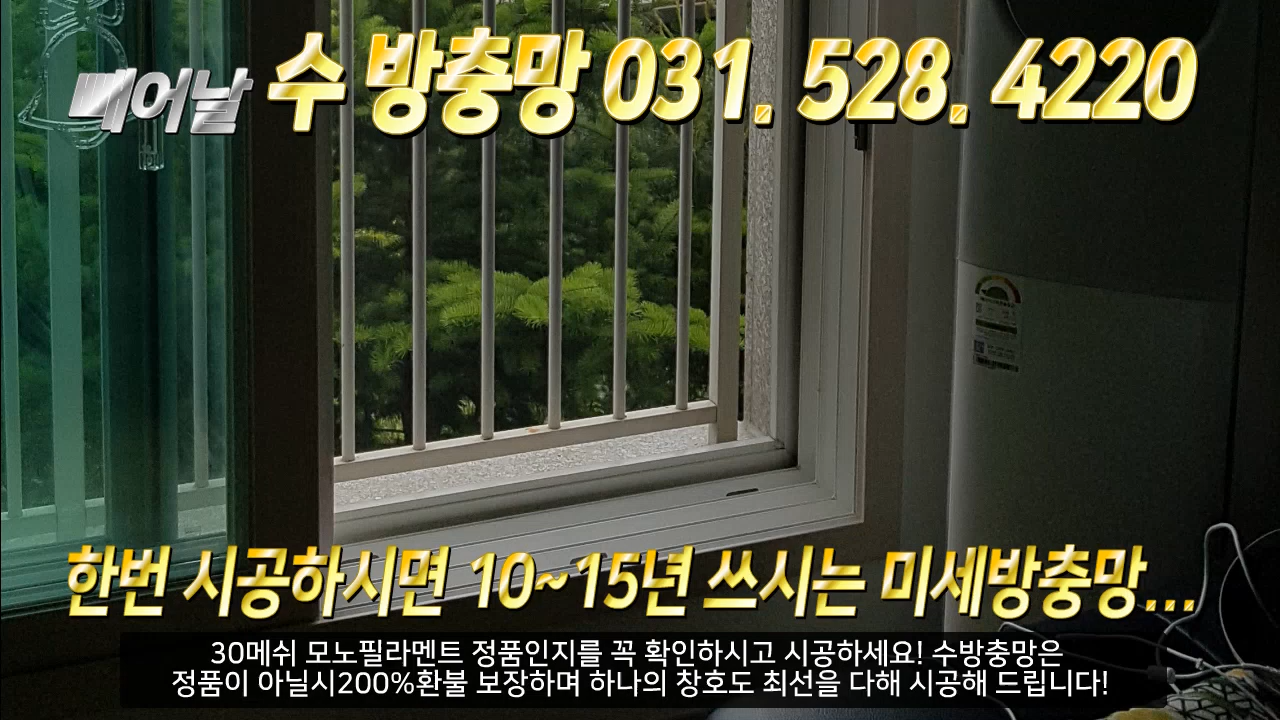 빼어날 수 방충망 031. 528. 4220
한번 시공하시면 10~15년 쓰시는 미세방충망...
30메쉬 모노필라멘트 정품인지를 꼭 확인하시고 시공하세요! 수방충망은
정품이 아닐시200%환불 보장하며 하나의 창호도 최선을 다해 시공해 드립니다!